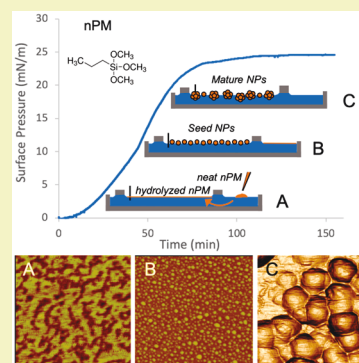 nPM
H₃C
OCH₃
Si-OCH₃
OCH₃
Surface Pressure (mN/m)
30
25
20
15
10
5
0
Mature NPs
C
Seed NPs
B
neat nPM
hydrolyzed nPM
A
0
50
100
150
Time (min)
A
B
C